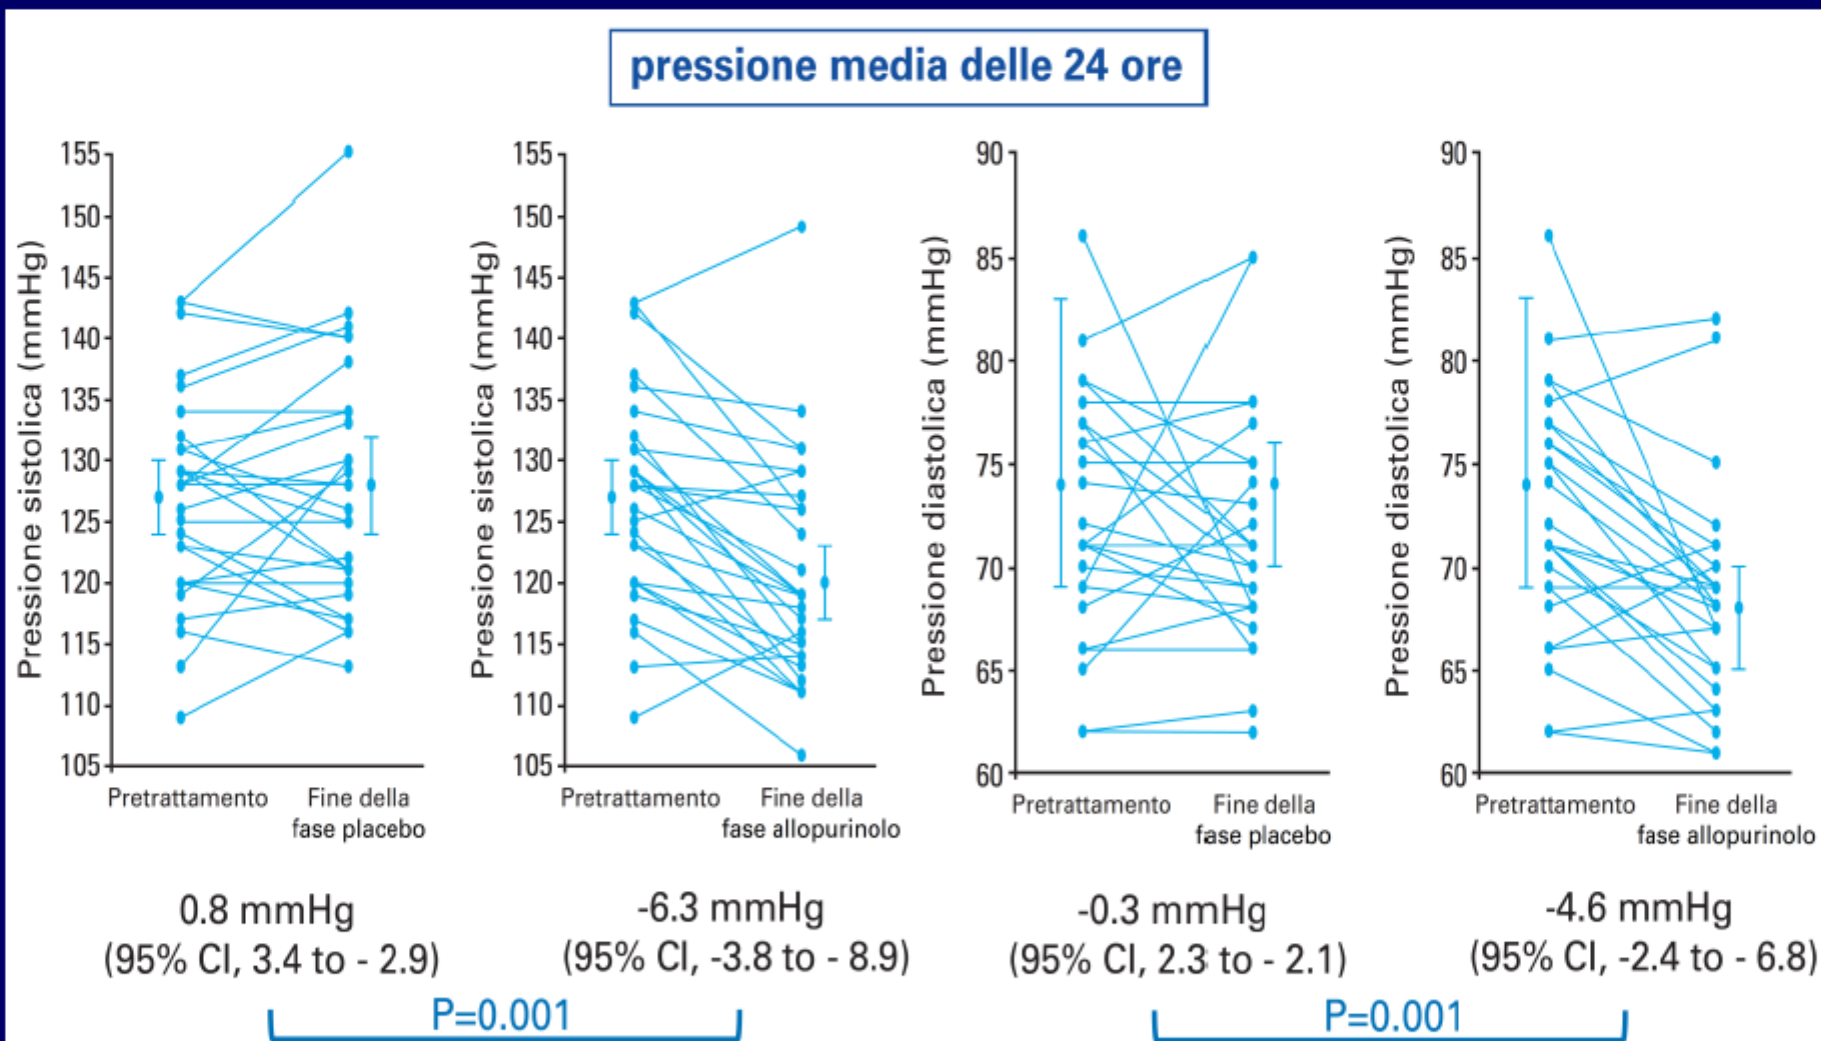 pressione media delle 24 ore
Pressione sistolica (mmHg)
155
150
145
140
135
130
125
120
115
110
105
Pretrattamento
Fine della
fase placebo
0.8 mmHg
(95% CI, 3.4 to - 2.9)
Pressione sistolica (mmHg)
155
150
145
140
135
130
125
120
115
110
105
Pretrattamento
Fine della
fase allopurinolo
-6.3 mmHg
(95% CI, -3.8 to - 8.9)
P=0.001
Pressione diastolica (mmHg)
90
85
80
75
70
65
60
Pretrattamento
Fine della
fase placebo
-0.3 mmHg
(95% CI, 2.3 to - 2.1)
Pressione diastolica (mmHg)
90
85
80
75
70
65
60
Pretrattamento
Fine della
fase allopurinolo
-4.6 mmHg
(95% CI, -2.4 to - 6.8)
P=0.001